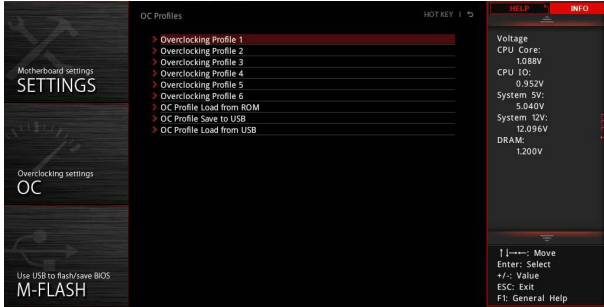 OC Profiles
HOT KEY | ⮌
HELP
INFO
Motherboard settings
SETTINGS
Overclocking settings
OC
Use USB to flash/save BIOS
M-FLASH
> Overclocking Profile 1
> Overclocking Profile 2
> Overclocking Profile 3
> Overclocking Profile 4
> Overclocking Profile 5
> Overclocking Profile 6
> OC Profile Load from ROM
> OC Profile Save to USB
> OC Profile Load from USB
Voltage
CPU Core:
1.088V
CPU IO:
0.952V
System 5V:
5.040V
System 12V:
12.096V
DRAM:
1.200V
↑↓→←: Move
Enter: Select
+/-: Value
ESC: Exit
F1: General Help